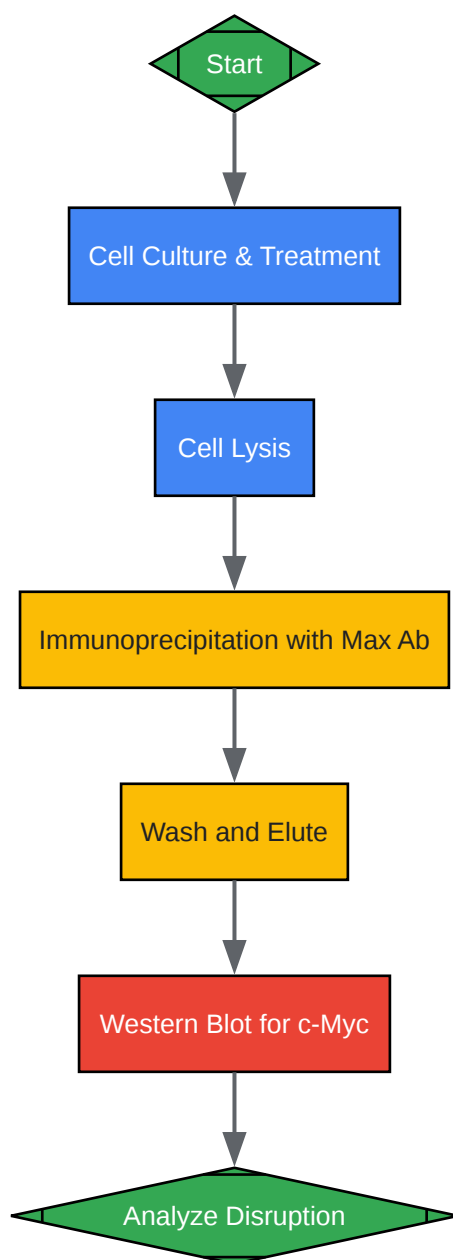 Start
Cell Culture & Treatment
Cell Lysis
Immunoprecipitation with Max Ab
Wash and Elute
Western Blot for c-Myc
Analyze Disruption